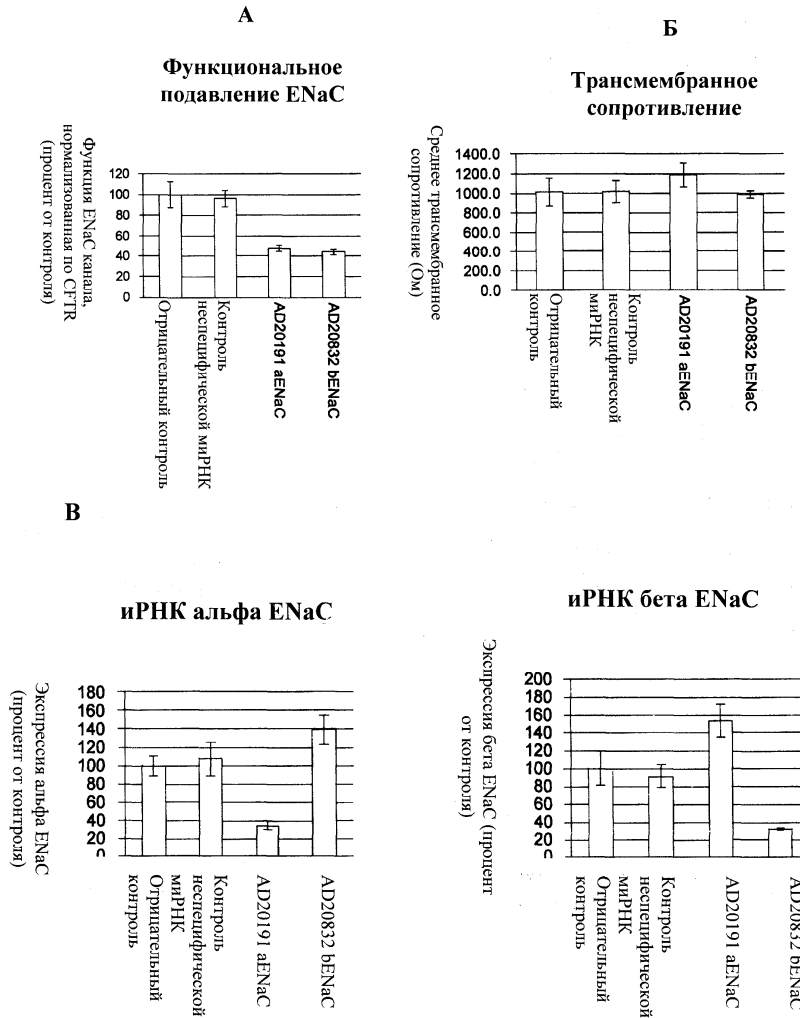 А
Функциональное
подавление ENaC
Функция ENaC канала,
нормализованная по CFTR
(процент от контроля)
120
100
80
60
40
20
0
Отрицательный контроль
Контроль
неспецифической миРНК
AD20191 aENaC
AD20832 bENaC
Б
Трансмембранное
сопротивление
Среднее трансмембранное
сопротивление (Ом)
1400.0
1200.0
1000.0
800.0
600.0
400.0
200.0
0.0
Отрицательный
контроль
Контроль
неспецифической
миРНК
AD20191 aENaC
AD20832 bENaC
В
иРНК альфа ENaC
Экспрессия альфа ENaC
(процент от контроля)
180
160
140
120
100
80
60
40
20
0
Отрицательный
контроль
Контроль
неспецифической
миРНК
AD20191 aENaC
AD20832 bENaC
иРНК бета ENaC
Экспрессия бета ENaC (процент
от контроля)
200
180
160
140
120
100
80
60
40
20
0
Отрицательный
контроль
Контроль
неспецифической
миРНК
AD20191 aENaC
AD20832 bENaC